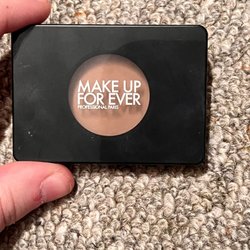 MAKE UP
FOR EVER
PROFESSIONAL PARIS